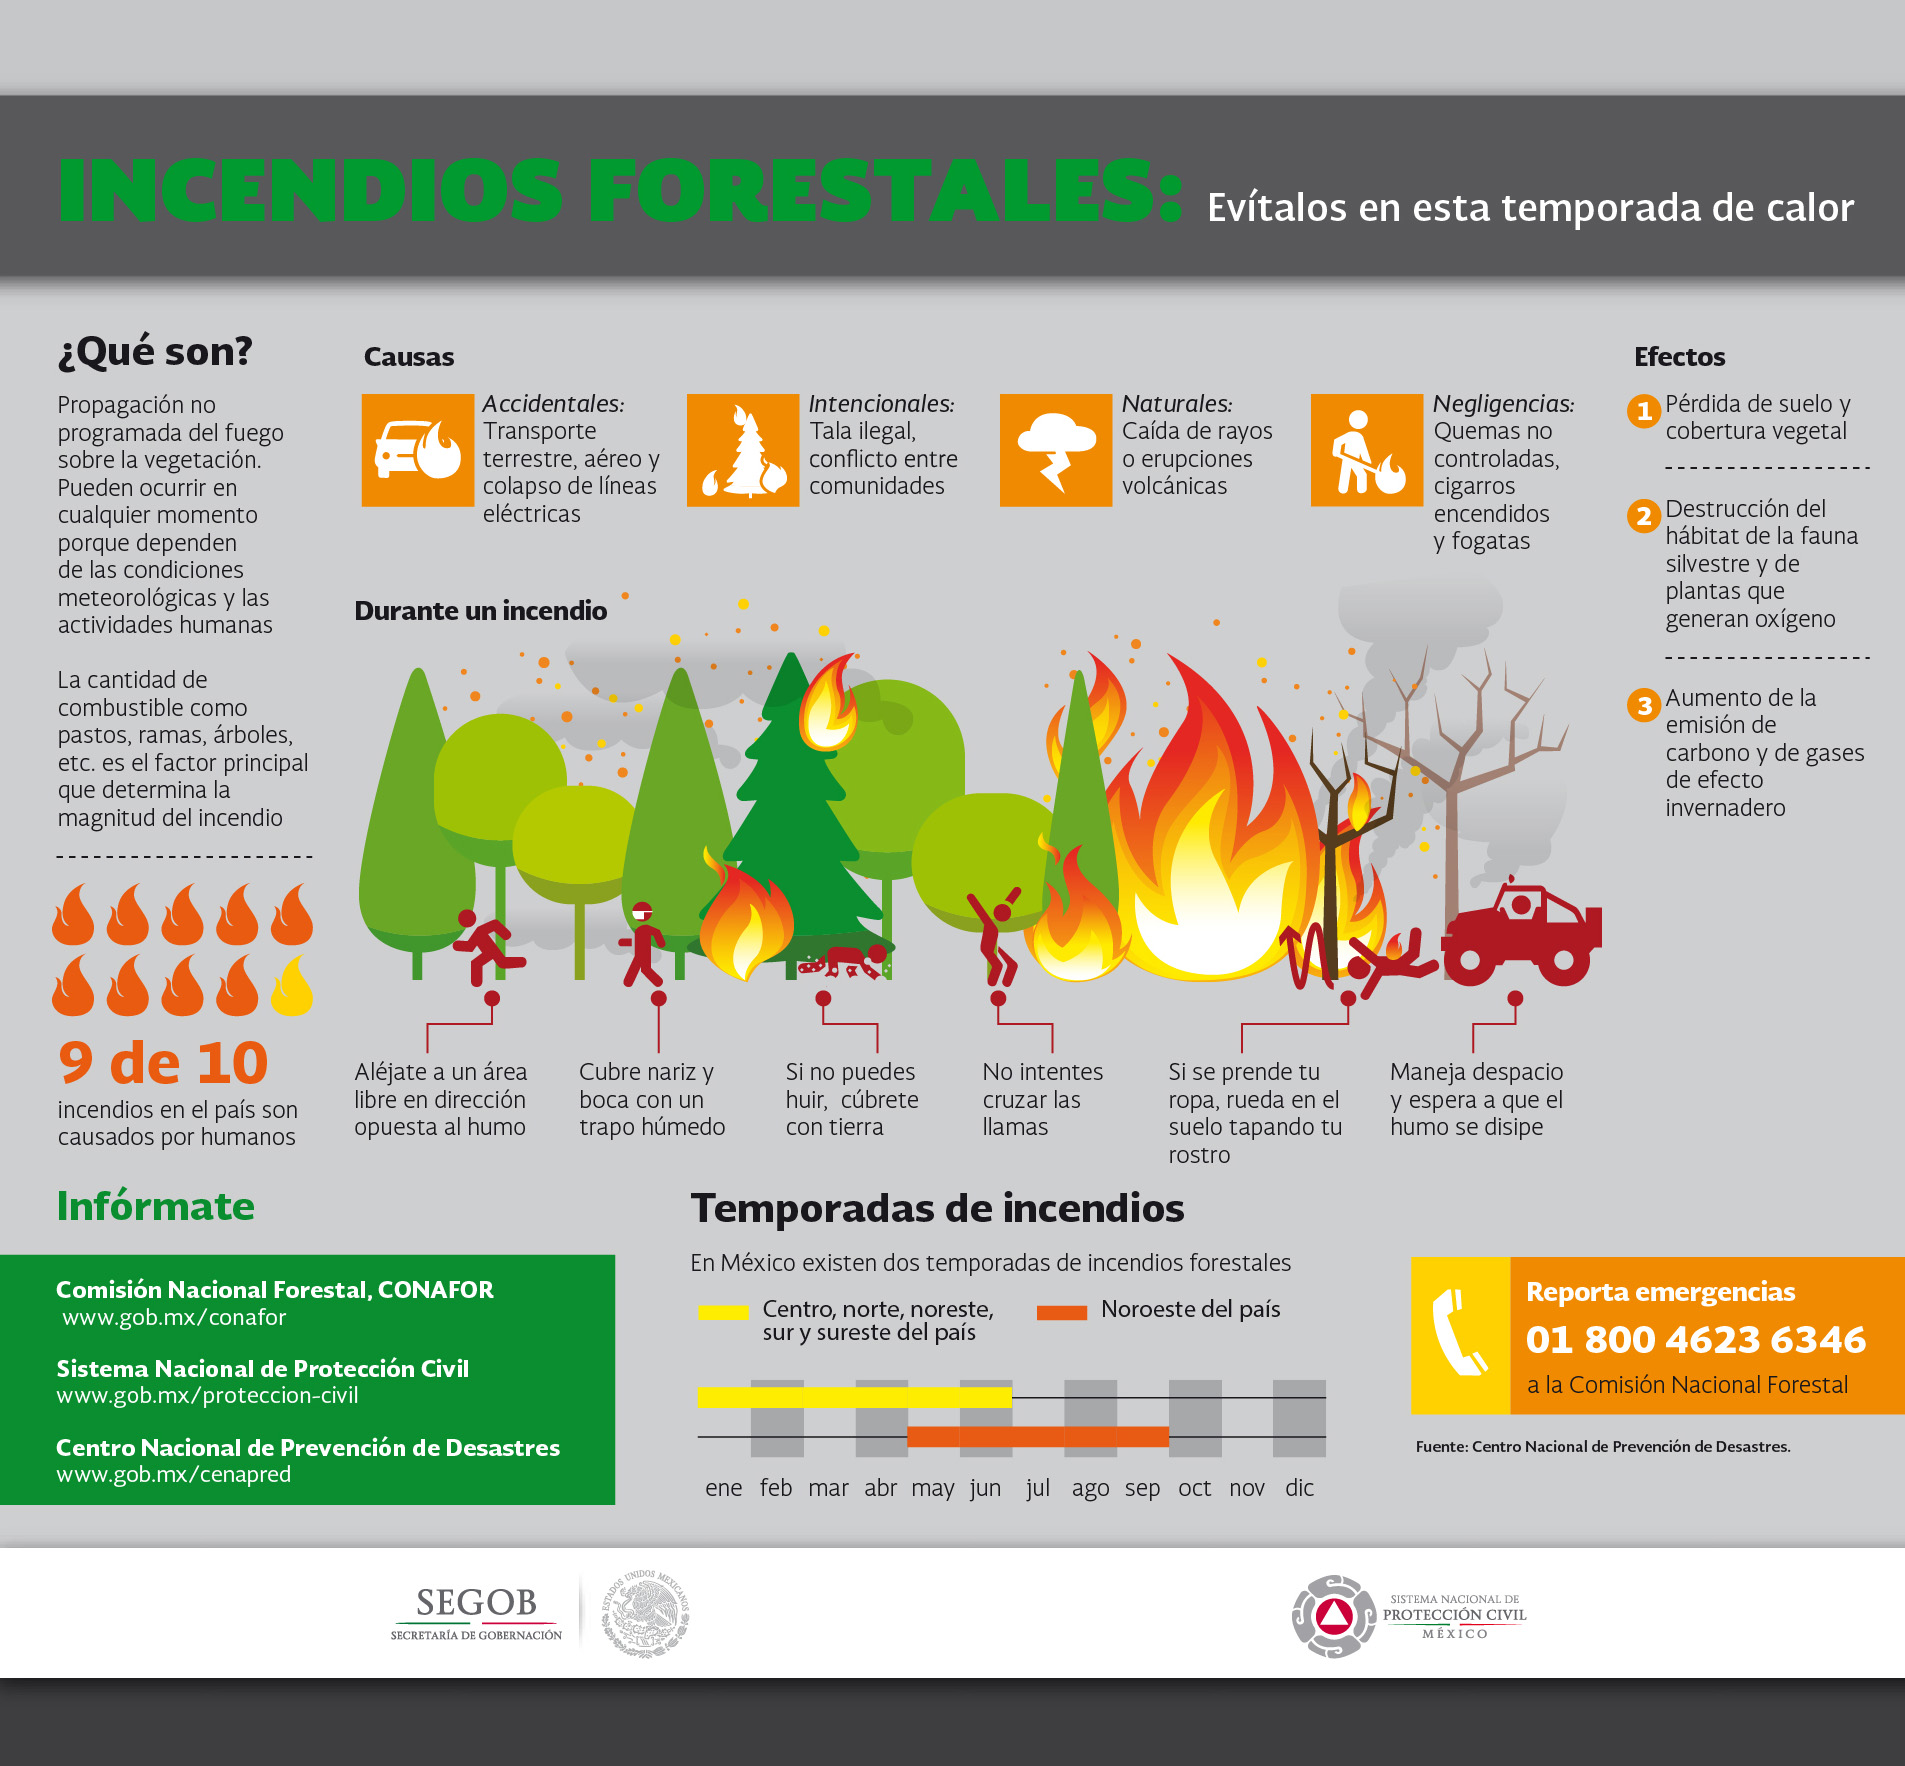 INCENDIOS FORESTALES: Evítalos en esta temporada de calor
¿Qué son?
Propagación no
programada del fuego
sobre la vegetación.
Pueden ocurrir en
cualquier momento
porque dependen
de las condiciones
meteorológicas y las
actividades humanas
La cantidad de
combustible como
pastos, ramas, árboles,
etc. es el factor principal
que determina la
magnitud del incendio
9 de 10
incendios en el país son
causados por humanos
Causas
Accidentales:
Transporte
terrestre, aéreo y
colapso de líneas
eléctricas
Intencionales:
Tala ilegal,
conflicto entre
comunidades
Naturales:
Caída de rayos
o erupciones
volcánicas
Negligencias:
Quemas no
controladas,
cigarros
encendidos
y fogatas
Efectos
1 Pérdida de suelo y
cobertura vegetal
2 Destrucción del
hábitat de la fauna
silvestre y de
plantas que
generan oxígeno
3 Aumento de la
emisión de
carbono y de gases
de efecto
invernadero
Durante un incendio
Aléjate a un área
libre en dirección
opuesta al humo
Cubre nariz y
boca con un
trapo húmedo
Si no puedes
huir, cúbrete
con tierra
No intentes
cruzar las
llamas
Si se prende tu
ropa, rueda en el
suelo tapando tu
rostro
Maneja despacio
y espera a que el
humo se disipe
Infórmate
Comisión Nacional Forestal, CONAFOR
www.gob.mx/conafor
Sistema Nacional de Protección Civil
www.gob.mx/proteccion-civil
Centro Nacional de Prevención de Desastres
www.gob.mx/cenapred
Temporadas de incendios
En México existen dos temporadas de incendios forestales
Centro, norte, noreste,
sur y sureste del país
Noroeste del país
ene feb mar abr may jun jul ago sep oct nov dic
Reporta emergencias
01 800 4623 6346
a la Comisión Nacional Forestal
Fuente: Centro Nacional de Prevención de Desastres.
SEGOB
SECRETARÍA DE GOBERNACIÓN
ESTADOS UNIDOS MEXICANOS
SISTEMA NACIONAL DE
PROTECCIÓN CIVIL
MÉXICO